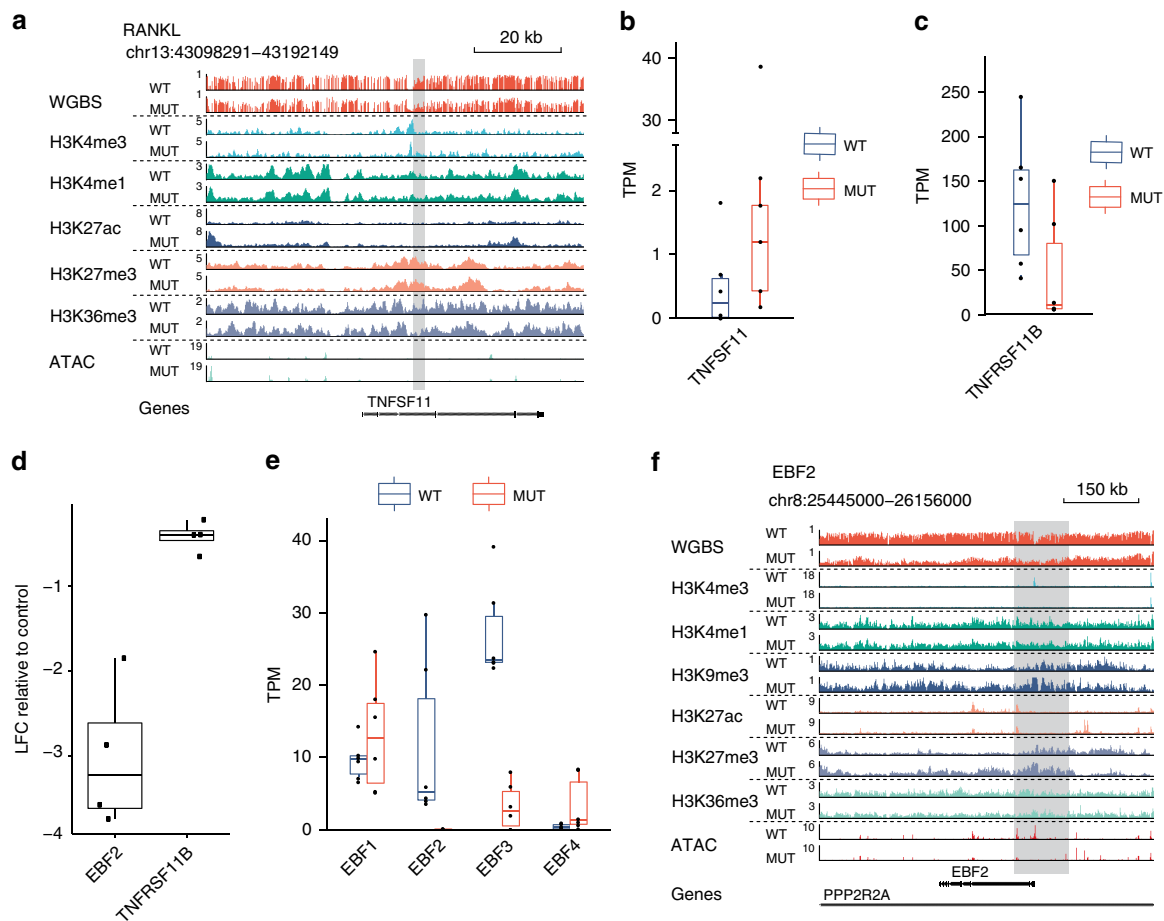 a
RANKL
chr13:43098291–43192149
20 kb
WGBS
WT 1
MUT 1
H3K4me3
WT 5
MUT 5
H3K4me1
WT 3
MUT 3
H3K27ac
WT 8
MUT 8
H3K27me3
WT 5
MUT 5
H3K36me3
WT 2
MUT 2
ATAC
WT 19
MUT 19
Genes
TNFSF11
b
TPM
40
30
2
1
0
TNFSF11
WT
MUT
c
TPM
250
200
150
100
50
0
TNFRSF11B
WT
MUT
d
LFC relative to control
–1
–2
–3
–4
EBF2
TNFRSF11B
e
WT
MUT
TPM
40
30
20
10
0
EBF1
EBF2
EBF3
EBF4
f
EBF2
chr8:25445000–26156000
150 kb
WGBS
WT 1
MUT 1
H3K4me3
WT 18
MUT 18
H3K4me1
WT 3
MUT 3
H3K9me3
WT 1
MUT 1
H3K27ac
WT 9
MUT 9
H3K27me3
WT 6
MUT 6
H3K36me3
WT 3
MUT 3
ATAC
WT 10
MUT 10
EBF2
Genes
PPP2R2A